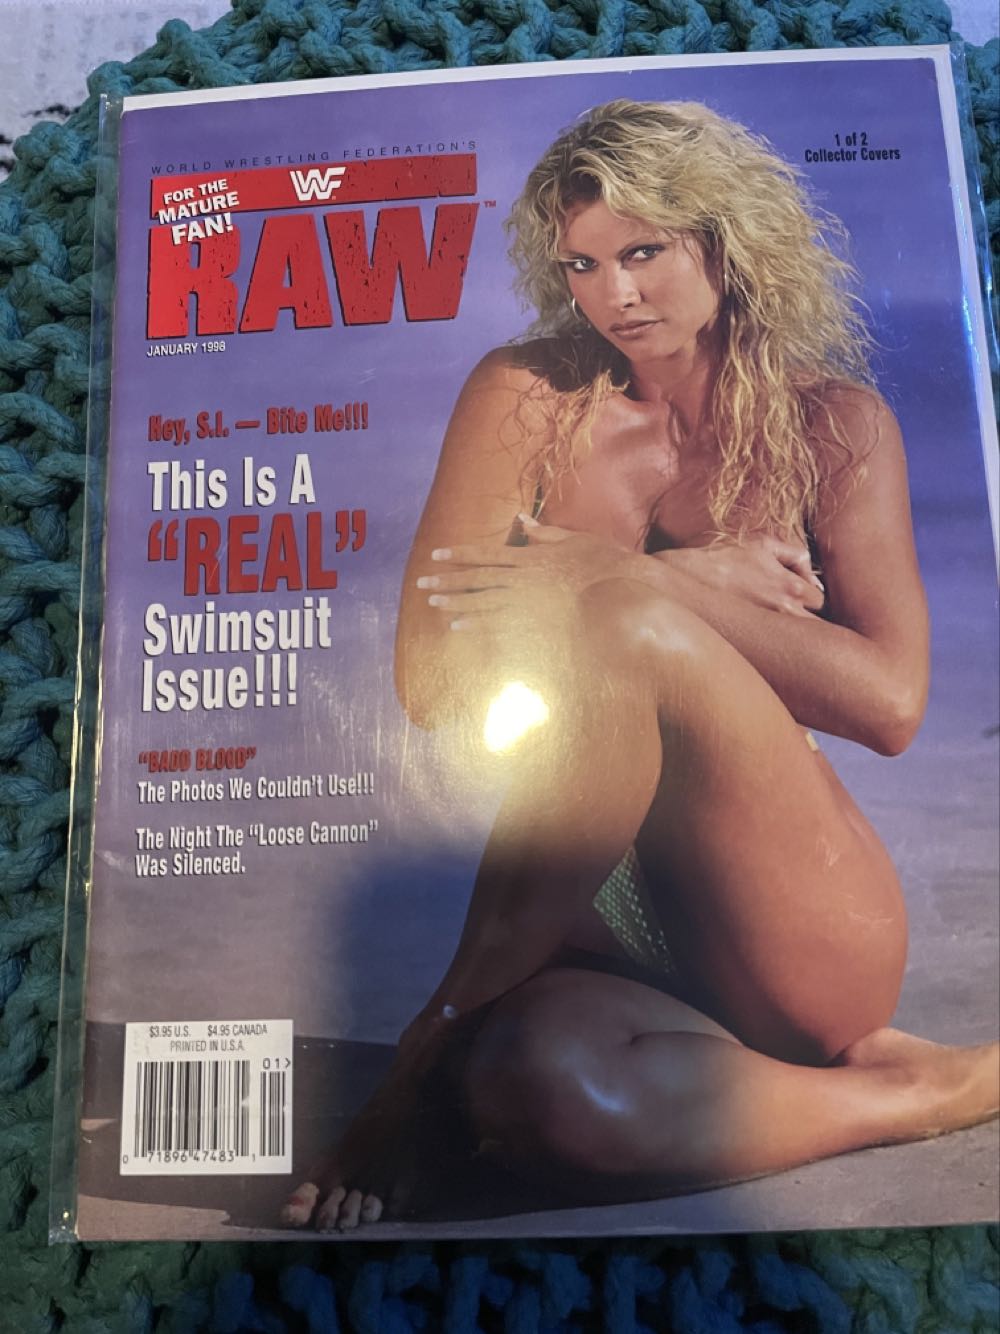 WORLD WRESTLING FEDERATION'S
FOR THE
MATURE
FAN!
WF
RAW™
JANUARY 1998
1 of 2
Collector Covers
Hey, S.I. — Bite Me!!!
This Is A
"REAL"
Swimsuit
Issue!!!
"BADD BLOOD"
The Photos We Couldn't Use!!!
The Night The "Loose Cannon"
Was Silenced.
$3.95 U.S. $4.95 CANADA
PRINTED IN U.S.A.
01>
0 71896 47483 1